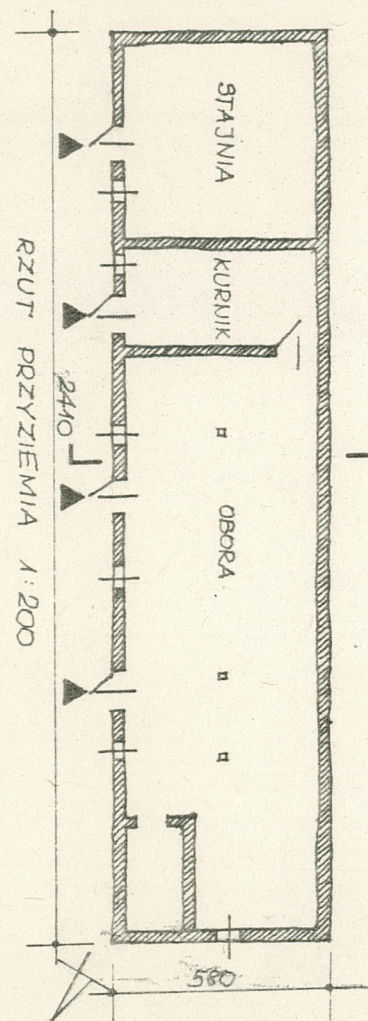 STAJNIA
KURNIK
OBORA
2410
RZUT PRZYZIEMIA 1:200
580